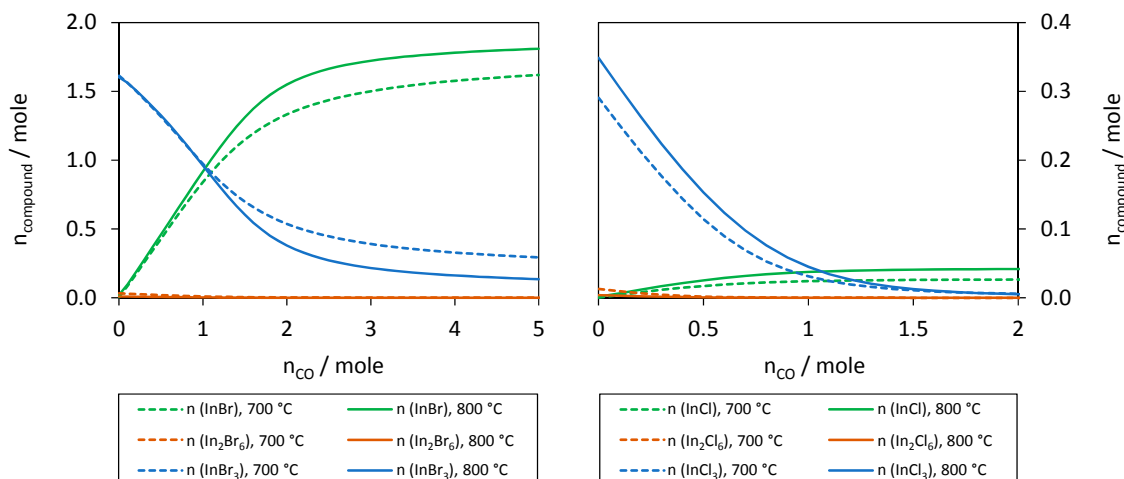 2.0
1.5
1.0
0.5
0.0
n_compound / mole
0 1 2 3 4 5
n_CO / mole
n (InBr), 700 °C n (InBr), 800 °C
n (In₂Br₆), 700 °C n (In₂Br₆), 800 °C
n (InBr₃), 700 °C n (InBr₃), 800 °C
0.4
0.3
0.2
0.1
0.0
n_compound / mole
0 0.5 1 1.5 2
n_CO / mole
n (InCl), 700 °C n (InCl), 800 °C
n (In₂Cl₆), 700 °C n (In₂Cl₆), 800 °C
n (InCl₃), 700 °C n (InCl₃), 800 °C